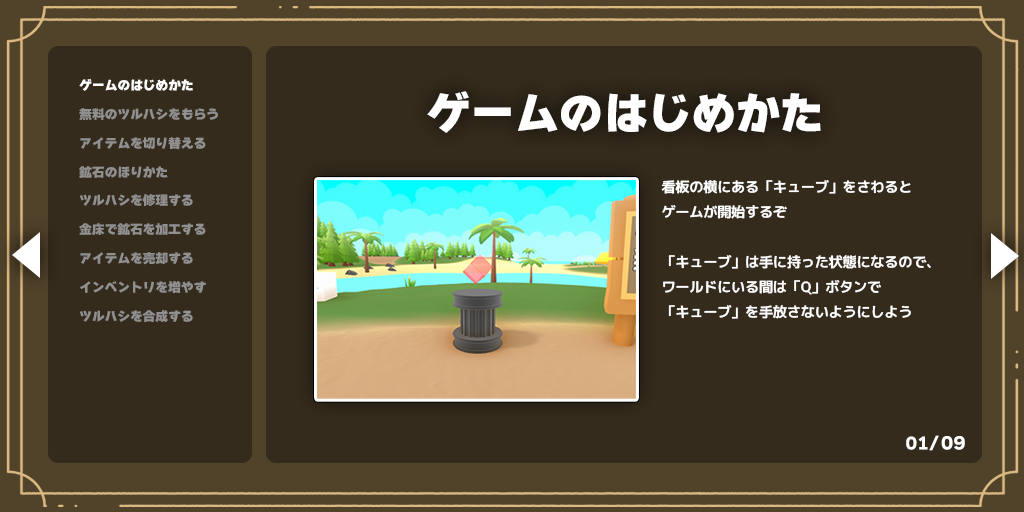 ゲームのはじめかた
無料のツルハシをもらう
アイテムを切り替える
鉱石のほりかた
ツルハシを修理する
金床で鉱石を加工する
アイテムを売却する
インベントリを増やす
ツルハシを合成する
ゲームのはじめかた
看板の横にある「キューブ」をさわると
ゲームが開始するぞ
「キューブ」は手に持った状態になるので、
ワールドにいる間は「Q」ボタンで
「キューブ」を手放さないようにしよう
01/09